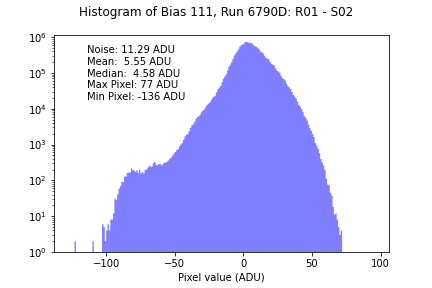 Histogram of Bias 111, Run 6790D: R01 - S02
Noise: 11.29 ADU
Mean:  5.55 ADU
Median:  4.58 ADU
Max Pixel: 77 ADU
Min Pixel: -136 ADU
10⁶
10⁵
10⁴
10³
10²
10¹
10⁰
−100 −50 0 50 100
Pixel value (ADU)